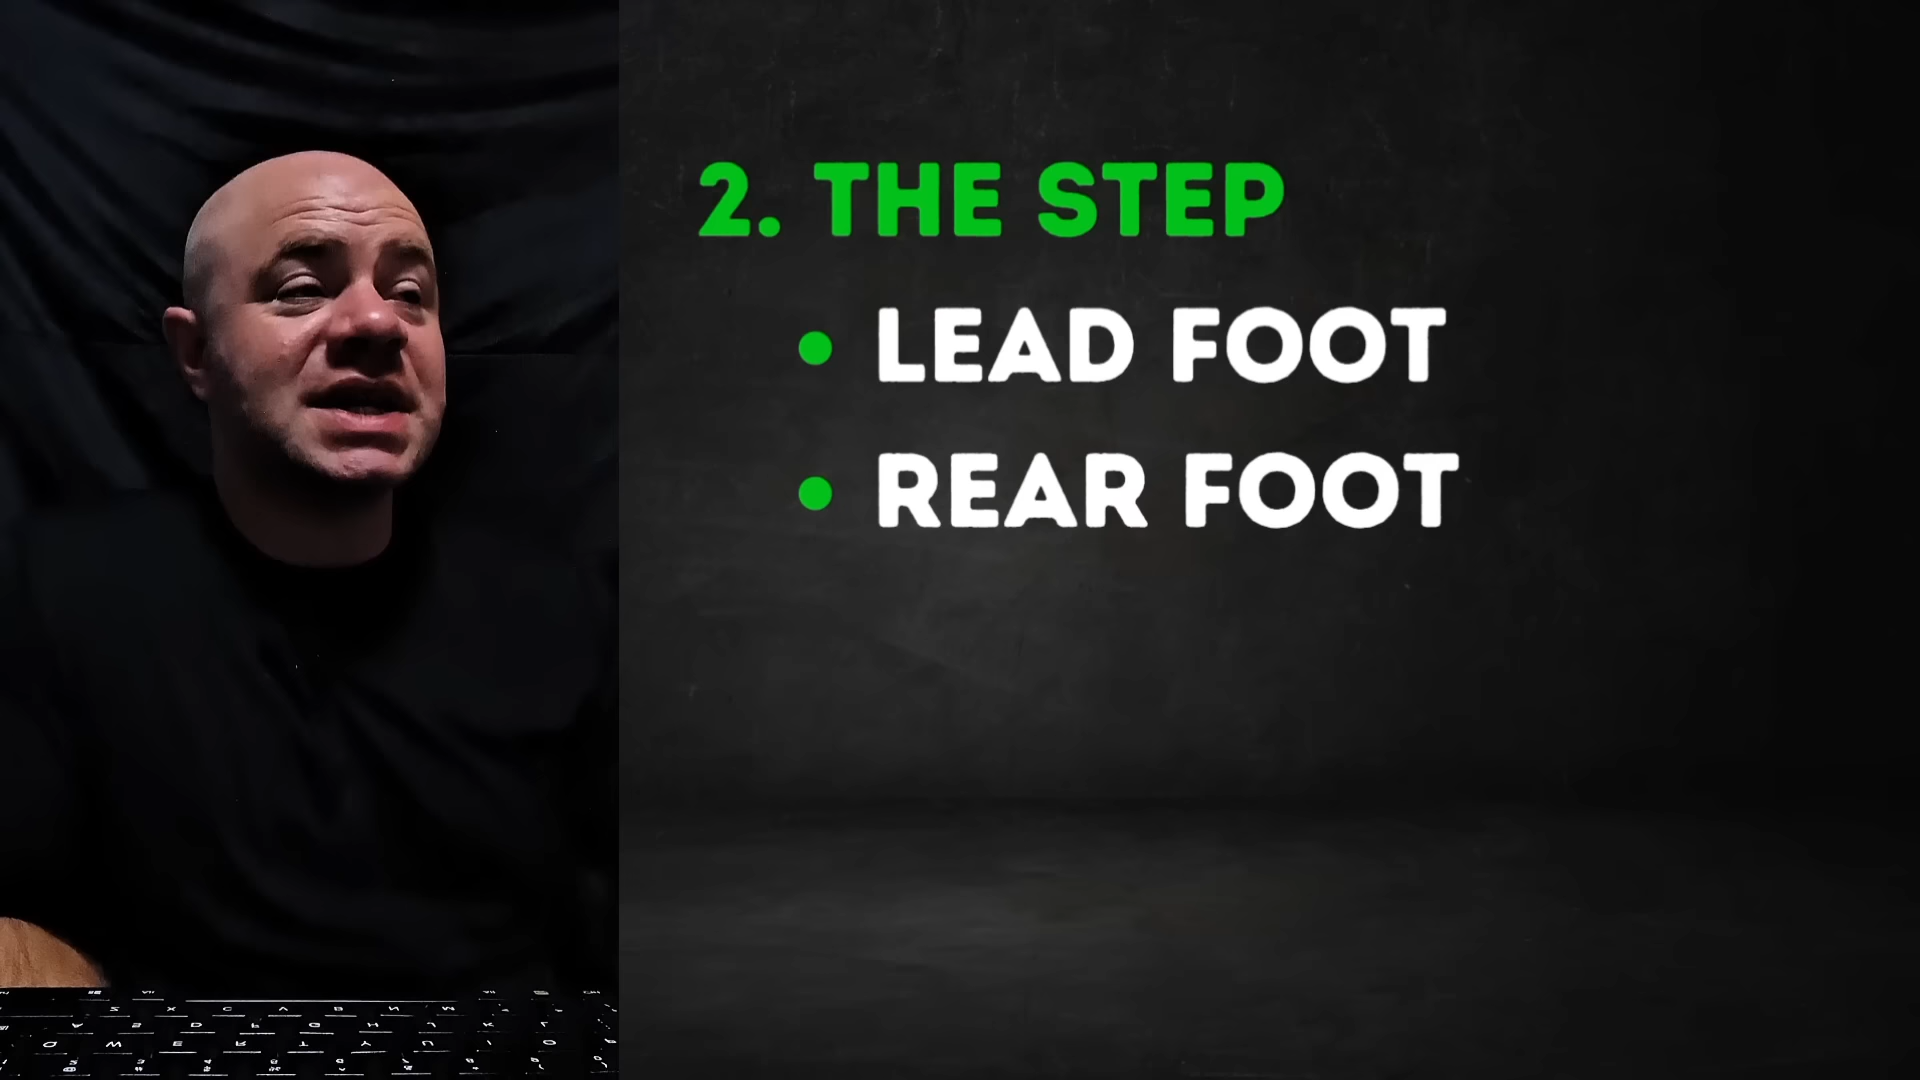 2. THE STEP
• LEAD FOOT
• REAR FOOT